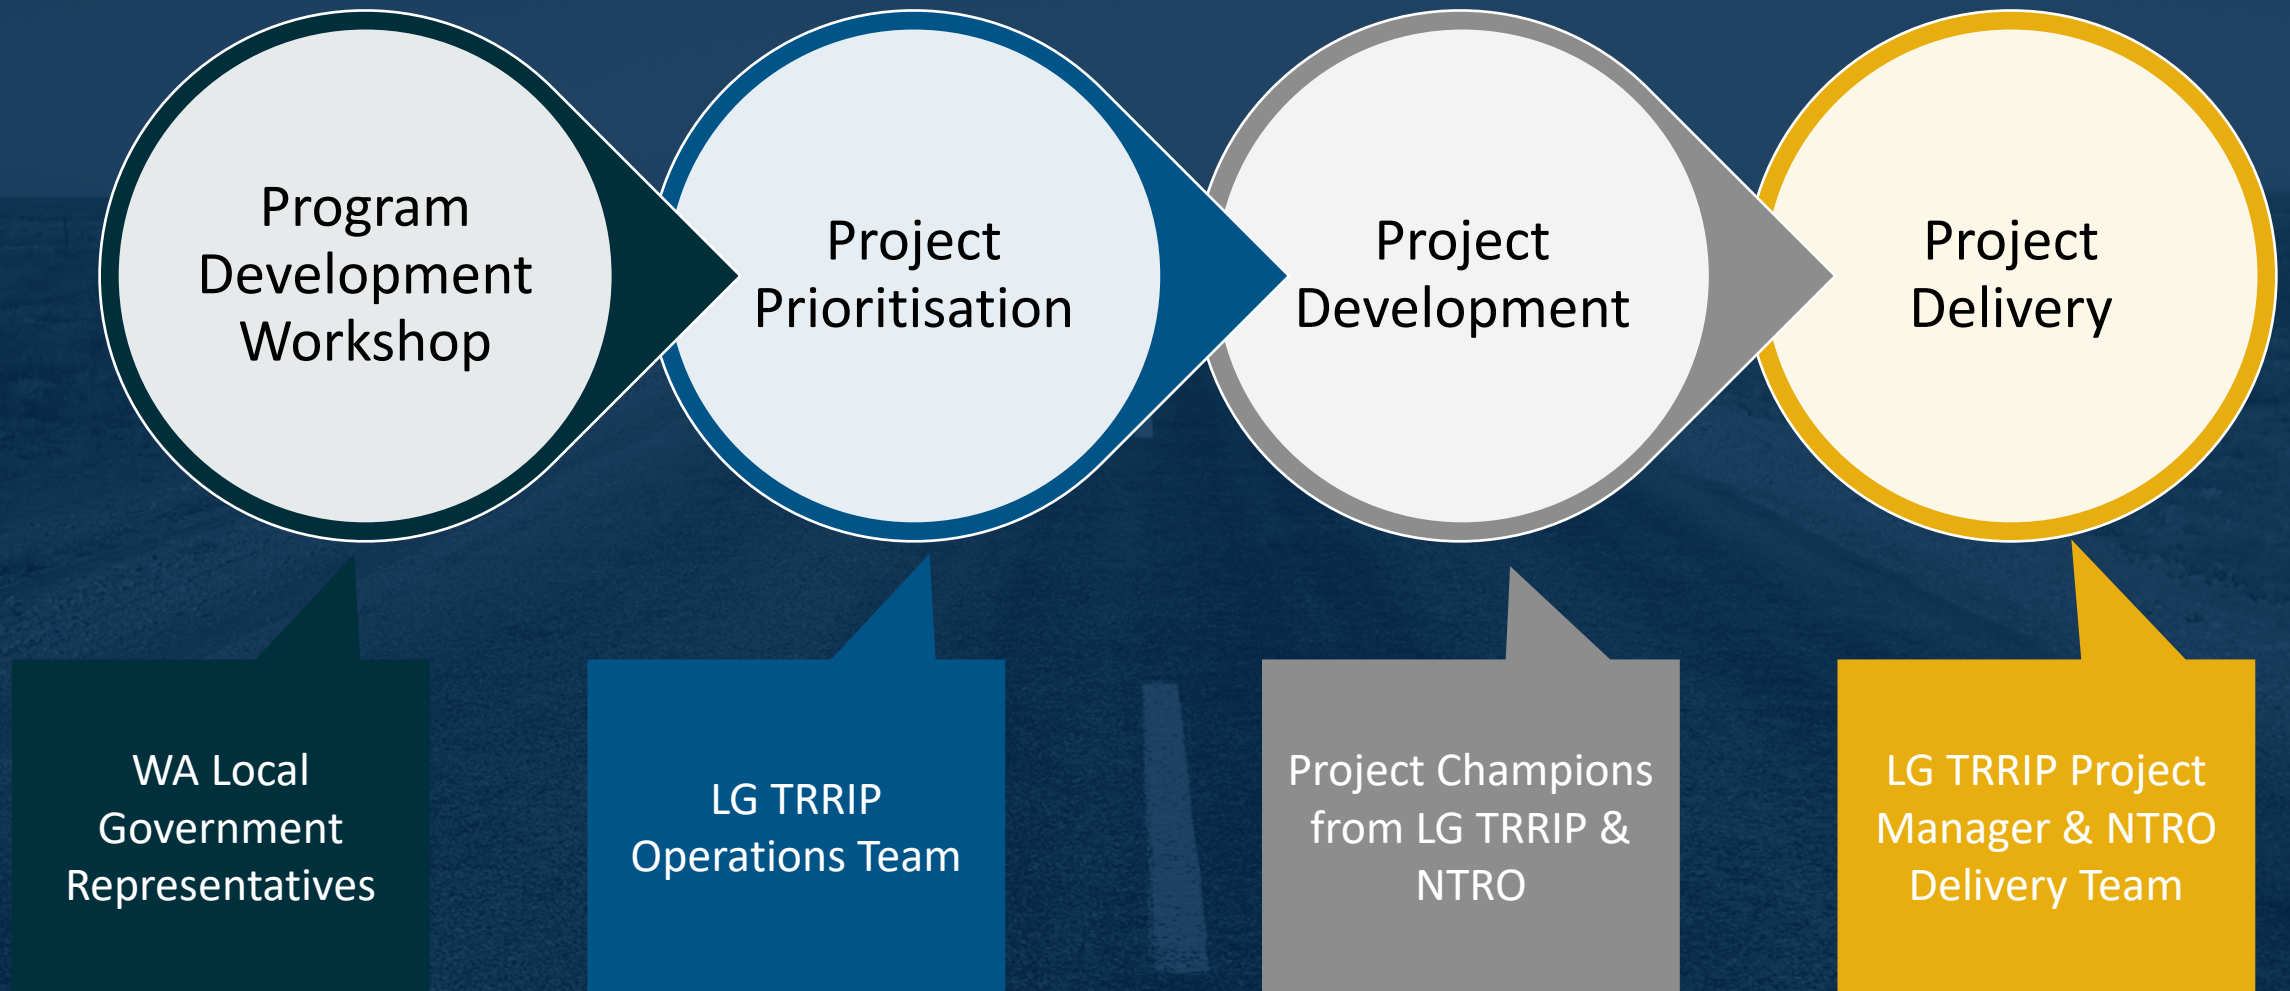 Program
Development
Workshop
Project
Prioritisation
Project
Development
Project
Delivery
WA Local
Government
Representatives
LG TRRIP
Operations Team
Project Champions
from LG TRRIP &
NTRO
LG TRRIP Project
Manager & NTRO
Delivery Team